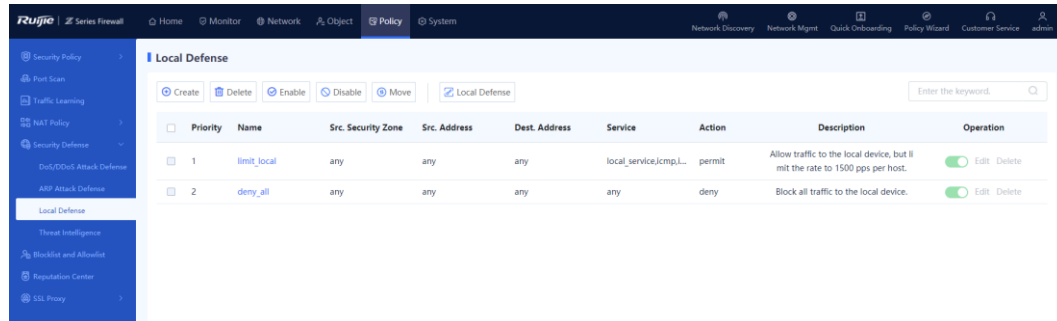 Ruijie | Z Series Firewall
Home Monitor Network Object Policy System
Network Discovery Network Mgmt Quick Onboarding Policy Wizard Customer Service admin
Security Policy
Port Scan
Traffic Learning
NAT Policy
Security Defense
DoS/DDoS Attack Defense
ARP Attack Defense
Local Defense
Threat Intelligence
Blocklist and Allowlist
Reputation Center
SSL Proxy
Local Defense
Create Delete Enable Disable Move Local Defense
Enter the keyword.
Priority Name Src. Security Zone Src. Address Dest. Address Service Action Description Operation
1 limit_local any any any local_service,icmp,i... permit Allow traffic to the local device, but li
mit the rate to 1500 pps per host. Edit Delete
2 deny_all any any any any deny Block all traffic to the local device. Edit Delete